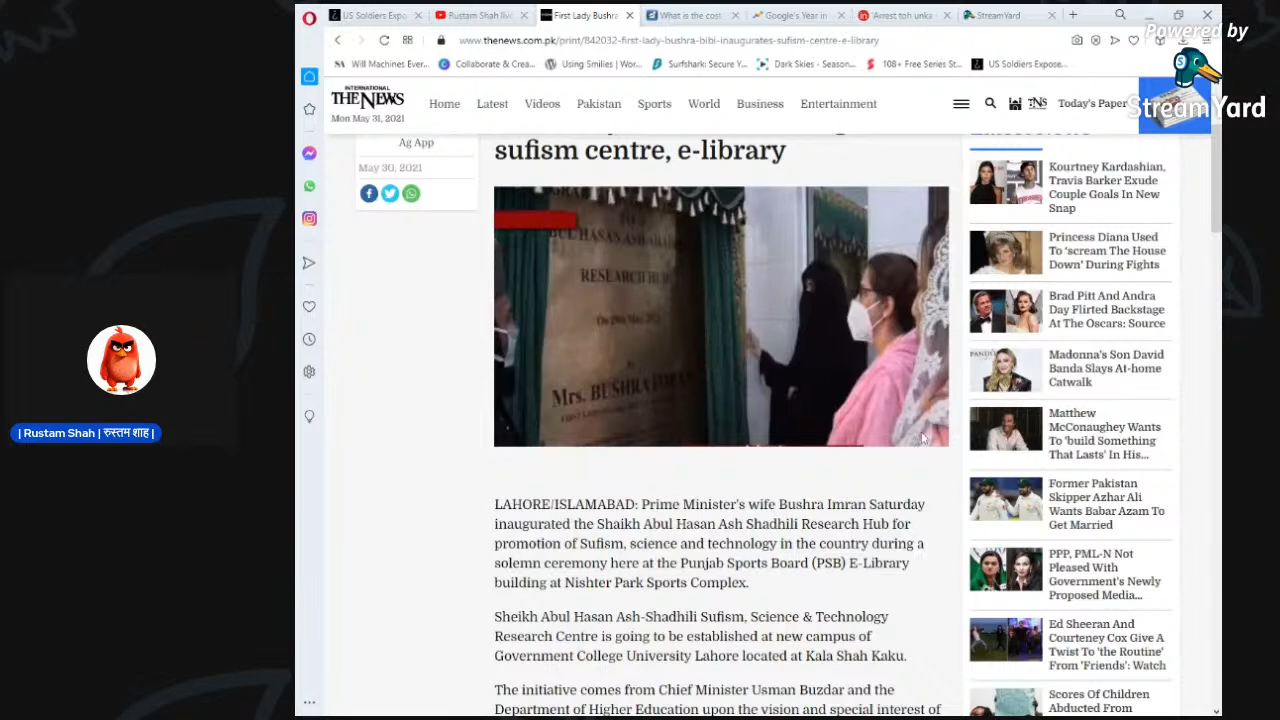 US Soldiers Expo
Rustam Shah live
First Lady Bushra
What is the cost
Google's Year in
'Arrest toh unka
StreamYard
www.thenews.com.pk/print/842032-first-lady-bushra-bibi-inaugurates-sufism-centre-e-library
Will Machines Ever...
Collaborate & Crea...
Using Smilies | Wor...
Surfshark: Secure Y...
Dark Skies - Season...
108+ Free Series St...
US Soldiers Expose...
Powered by
StreamYard
INTERNATIONAL
THE NEWS
Mon May 31, 2021
Home
Latest
Videos
Pakistan
Sports
World
Business
Entertainment
TNS
Today's Paper
Ag App
May 30, 2021
sufism centre, e-library
RESEARCH HUB
Mrs. BUSHRA IMRAN
LAHORE/ISLAMABAD: Prime Minister's wife Bushra Imran Saturday
inaugurated the Shaikh Abul Hasan Ash Shadhili Research Hub for
promotion of Sufism, science and technology in the country during a
solemn ceremony here at the Punjab Sports Board (PSB) E-Library
building at Nishter Park Sports Complex.
Sheikh Abul Hasan Ash-Shadhili Sufism, Science & Technology
Research Centre is going to be established at new campus of
Government College University Lahore located at Kala Shah Kaku.
The initiative comes from Chief Minister Usman Buzdar and the
Department of Higher Education upon the vision and special interest of
Kourtney Kardashian,
Travis Barker Exude
Couple Goals In New
Snap
Princess Diana Used
To 'scream The House
Down' During Fights
Brad Pitt And Andra
Day Flirted Backstage
At The Oscars: Source
Madonna's Son David
Banda Slays At-home
Catwalk
Matthew
McConaughey Wants
To 'build Something
That Lasts' In His...
Former Pakistan
Skipper Azhar Ali
Wants Babar Azam To
Get Married
PPP, PML-N Not
Pleased With
Government's Newly
Proposed Media...
Ed Sheeran And
Courteney Cox Give A
Twist To 'the Routine'
From 'Friends': Watch
Scores Of Children
Abducted From
| Rustam Shah | रुस्तम शाह |